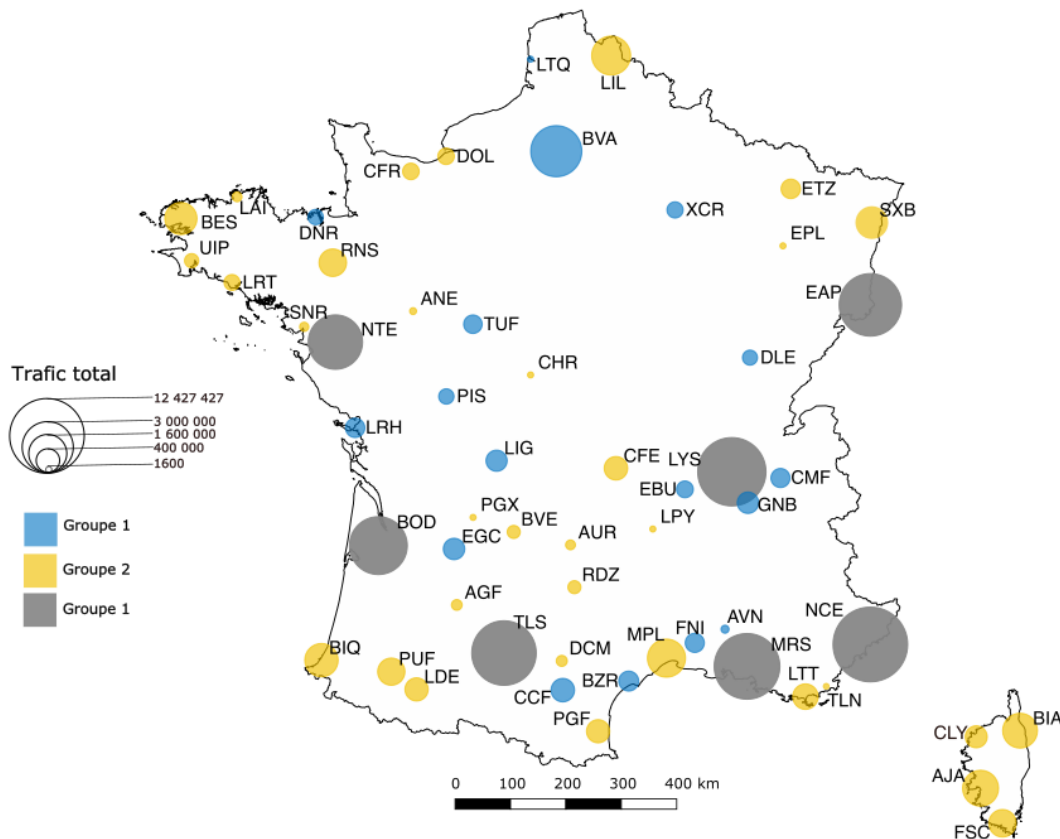 LTQ
LIL
BVA
DOL
CFR
ETZ
LAI
XCR
SXB
BES
DNR
EPL
UIP
RNS
LRT
EAP
ANE
SNR
NTE
TUF
DLE
Trafic total
CHR
12 427 427
3 000 000
1 600 000
400 000
1600
PIS
LRH
LIG
CFE
LYS
CMF
EBU
GNB
PGX
LPY
BOD
BVE
Groupe 1
EGC
AUR
Groupe 2
RDZ
AGF
Groupe 1
NCE
TLS
AVN
FNI
MPL
MRS
BIQ
DCM
PUF
LTT
LDE
BZR
CCF
TLN
PGF
BIA
CLY
AJA
0 100 200 300 400 km
FSC